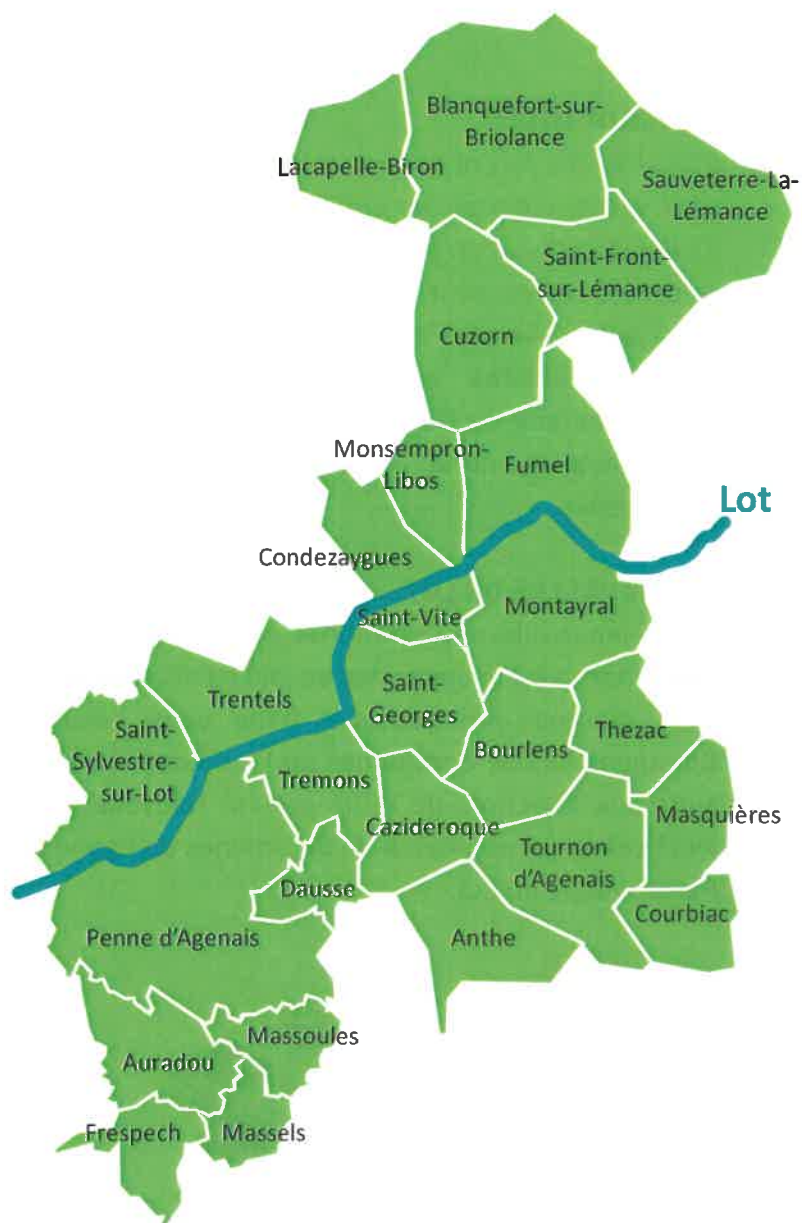 Blanquefort-sur-
Briolance
Lacapelle-Biron
Sauveterre-La-
Lémance
Saint-Front-
sur-Lémance
Cuzorn
Monsempron-
Libos
Fumel
Lot
Condezaygues
Saint-Vite
Montayral
Trentels
Saint-
Georges
Saint-
Sylvestre-
sur-Lot
Bourlens
Thezac
Tremons
Cazideroque
Masquières
Tournon
d'Agenais
Dausse
Courbiac
Penne d'Agenais
Anthe
Massoules
Auradou
Frespech
Massels